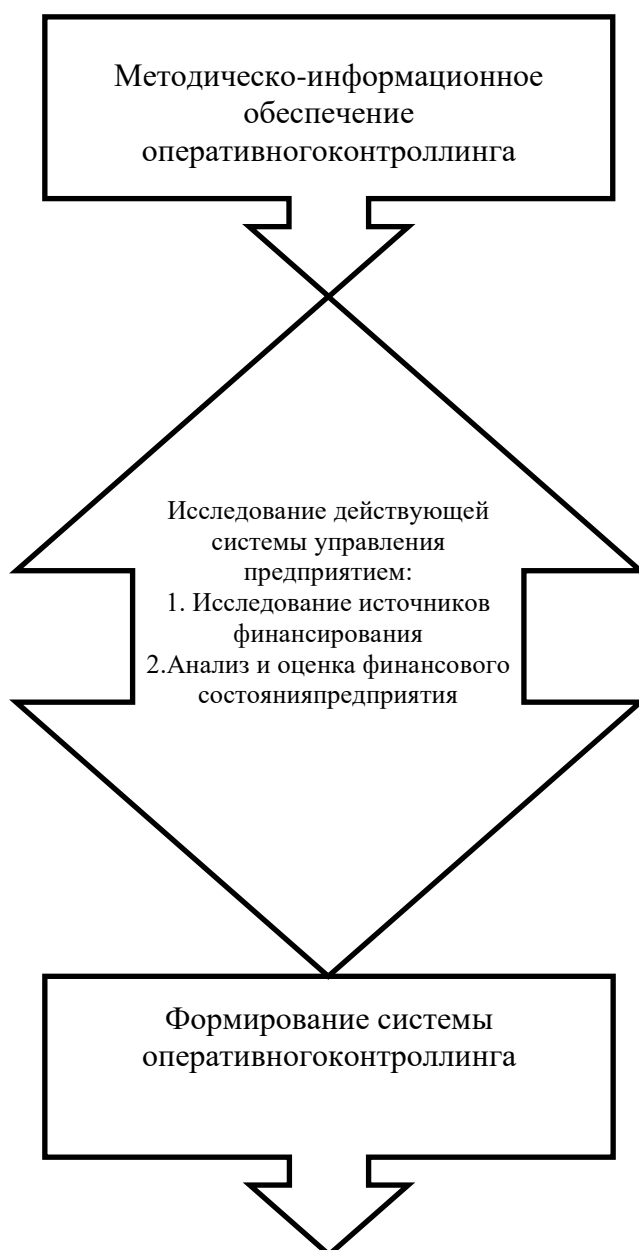 Методическо-информационное
обеспечение
оперативногоконтроллинга
Исследование действующей
системы управления
предприятием:
1. Исследование источников
финансирования
2.Анализ и оценка финансового
состоянияпредприятия
Формирование системы
оперативногоконтроллинга